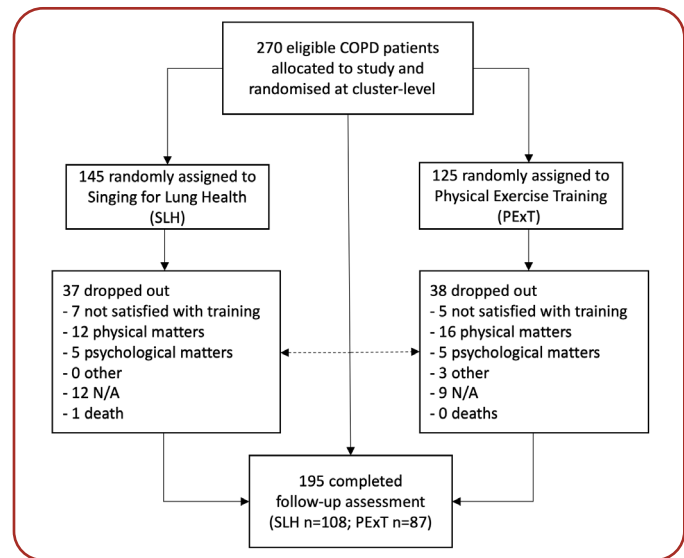 270 eligible COPD patients
allocated to study and
randomised at cluster-level
145 randomly assigned to
Singing for Lung Health
(SLH)
125 randomly assigned to
Physical Exercise Training
(PExT)
37 dropped out
- 7 not satisfied with training
- 12 physical matters
- 5 psychological matters
- 0 other
- 12 N/A
- 1 death
38 dropped out
- 5 not satisfied with training
- 16 physical matters
- 5 psychological matters
- 3 other
- 9 N/A
- 0 deaths
195 completed
follow-up assessment
(SLH n=108; PExT n=87)